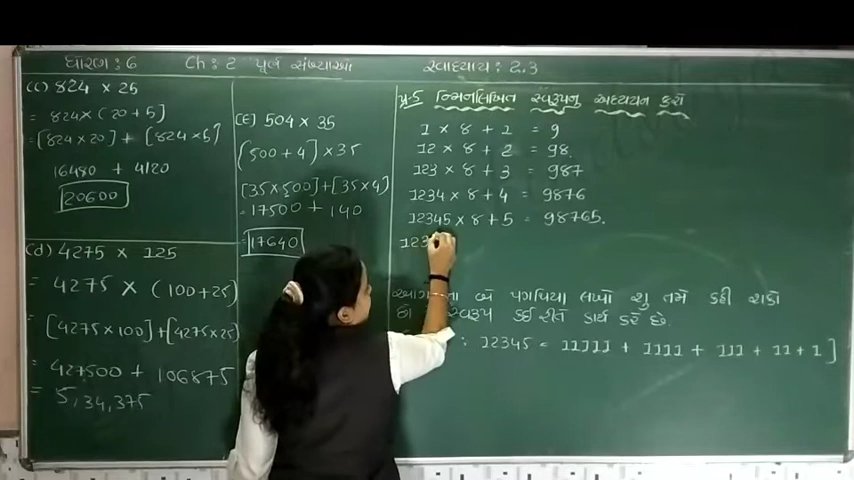 ધોરણ : 6 Ch : 2 પૂર્ણ સંખ્યાઓ સ્વાધ્યાય : 2.3
(C) 824 × 25
= 824 × (20 + 5]
= [824 × 20] + [824 × 5]
16480 + 4120
20600
(d) 4275 × 125
= 4275 × (100 + 25)
= [4275 × 100] + [4275 × 25]
= 427500 + 106875
= 5,34,375
(E) 504 × 35
(500 + 4)] × 35
[35 × 500] + [35 × 4]
= 17500 + 140
= 17640
પ્ર.5 નિમ્નલિખિત સ્વરૂપનુ અધ્યયન કરો
1 × 8 + 1 = 9
12 × 8 + 2 = 98.
123 × 8 + 3 = 987
1234 × 8 + 4 = 9876
12345 × 8 + 5 = 98765.
123
બે પગથિયા લખો શુ તમે કહી શકો
સ્વરૂપ કઈ રીતે કાર્ય કરે છે.
: 12345 = 11111 + 1111 + 111 + 11 + 1]